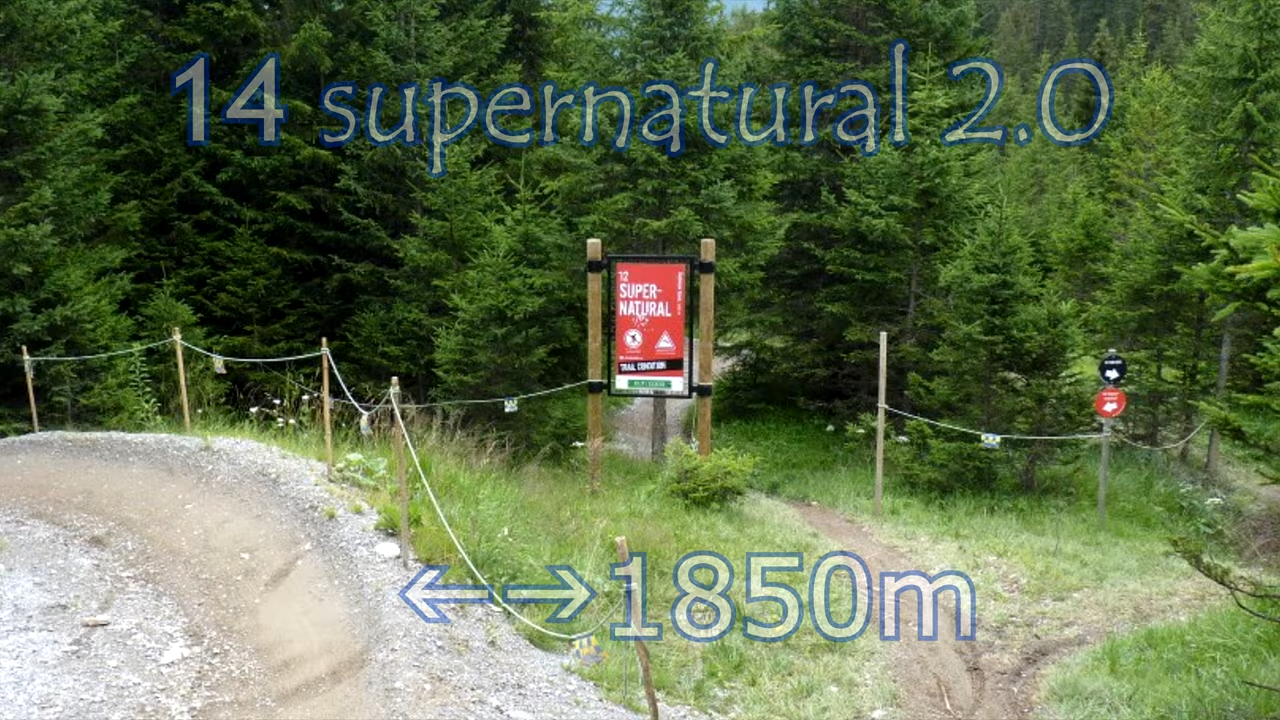 14 supernatural 2.0
12
SUPER-
NATURAL
TRAIL CONDITION
←→1850m